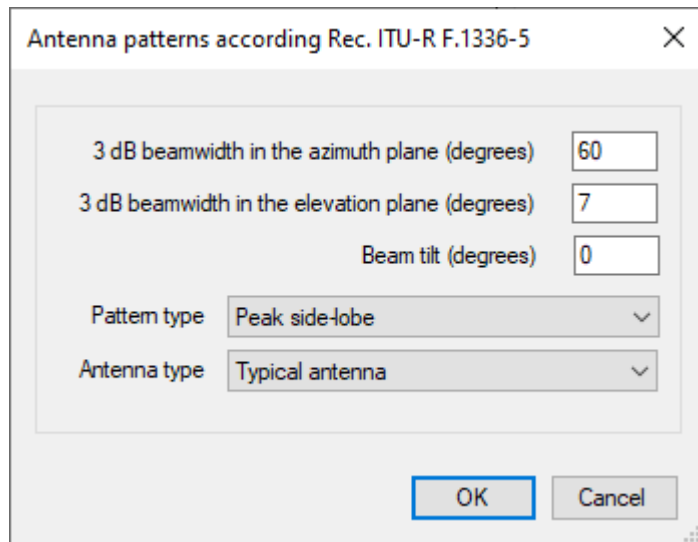 Antenna patterns according Rec. ITU-R F.1336-5
3 dB beamwidth in the azimuth plane (degrees) 60
3 dB beamwidth in the elevation plane (degrees) 7
Beam tilt (degrees) 0
Pattern type Peak side-lobe
Antenna type Typical antenna
OK Cancel